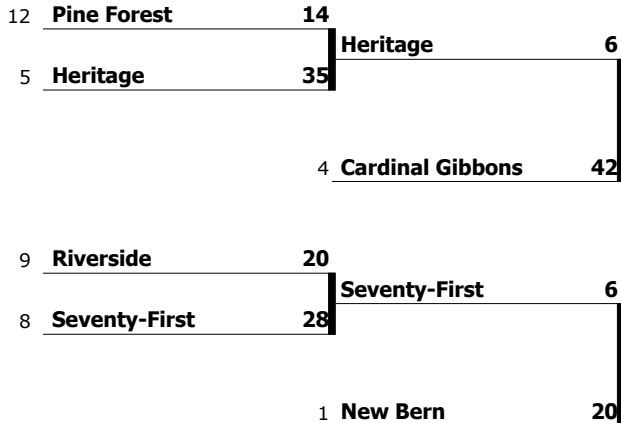 12 Pine Forest 14
Heritage 6
5 Heritage 35
4 Cardinal Gibbons 42
9 Riverside 20
Seventy-First 6
8 Seventy-First 28
1 New Bern 20